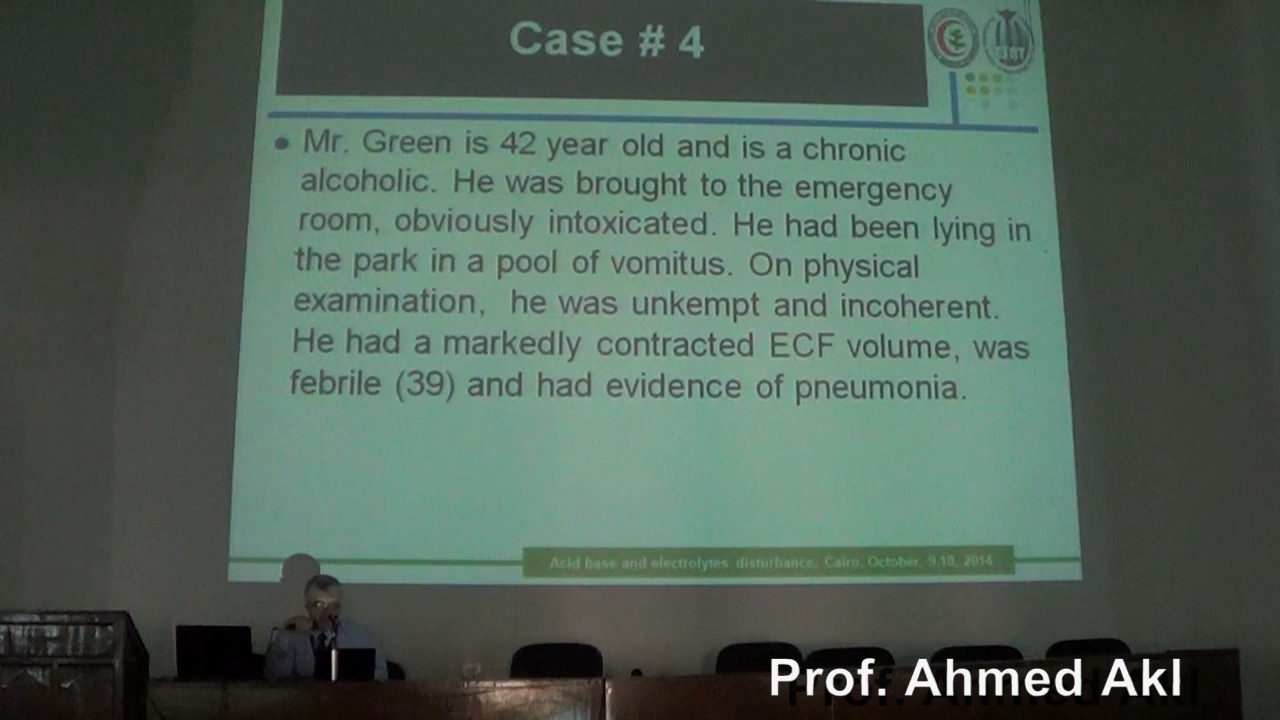 Case # 4
Mr. Green is 42 year old and is a chronic
alcoholic. He was brought to the emergency
room, obviously intoxicated. He had been lying in
the park in a pool of vomitus. On physical
examination, he was unkempt and incoherent.
He had a markedly contracted ECF volume, was
febrile (39) and had evidence of pneumonia.
Acid base and electrolytes disturbance, Cairo, October, 9-10, 2014
Prof. Ahmed Akl